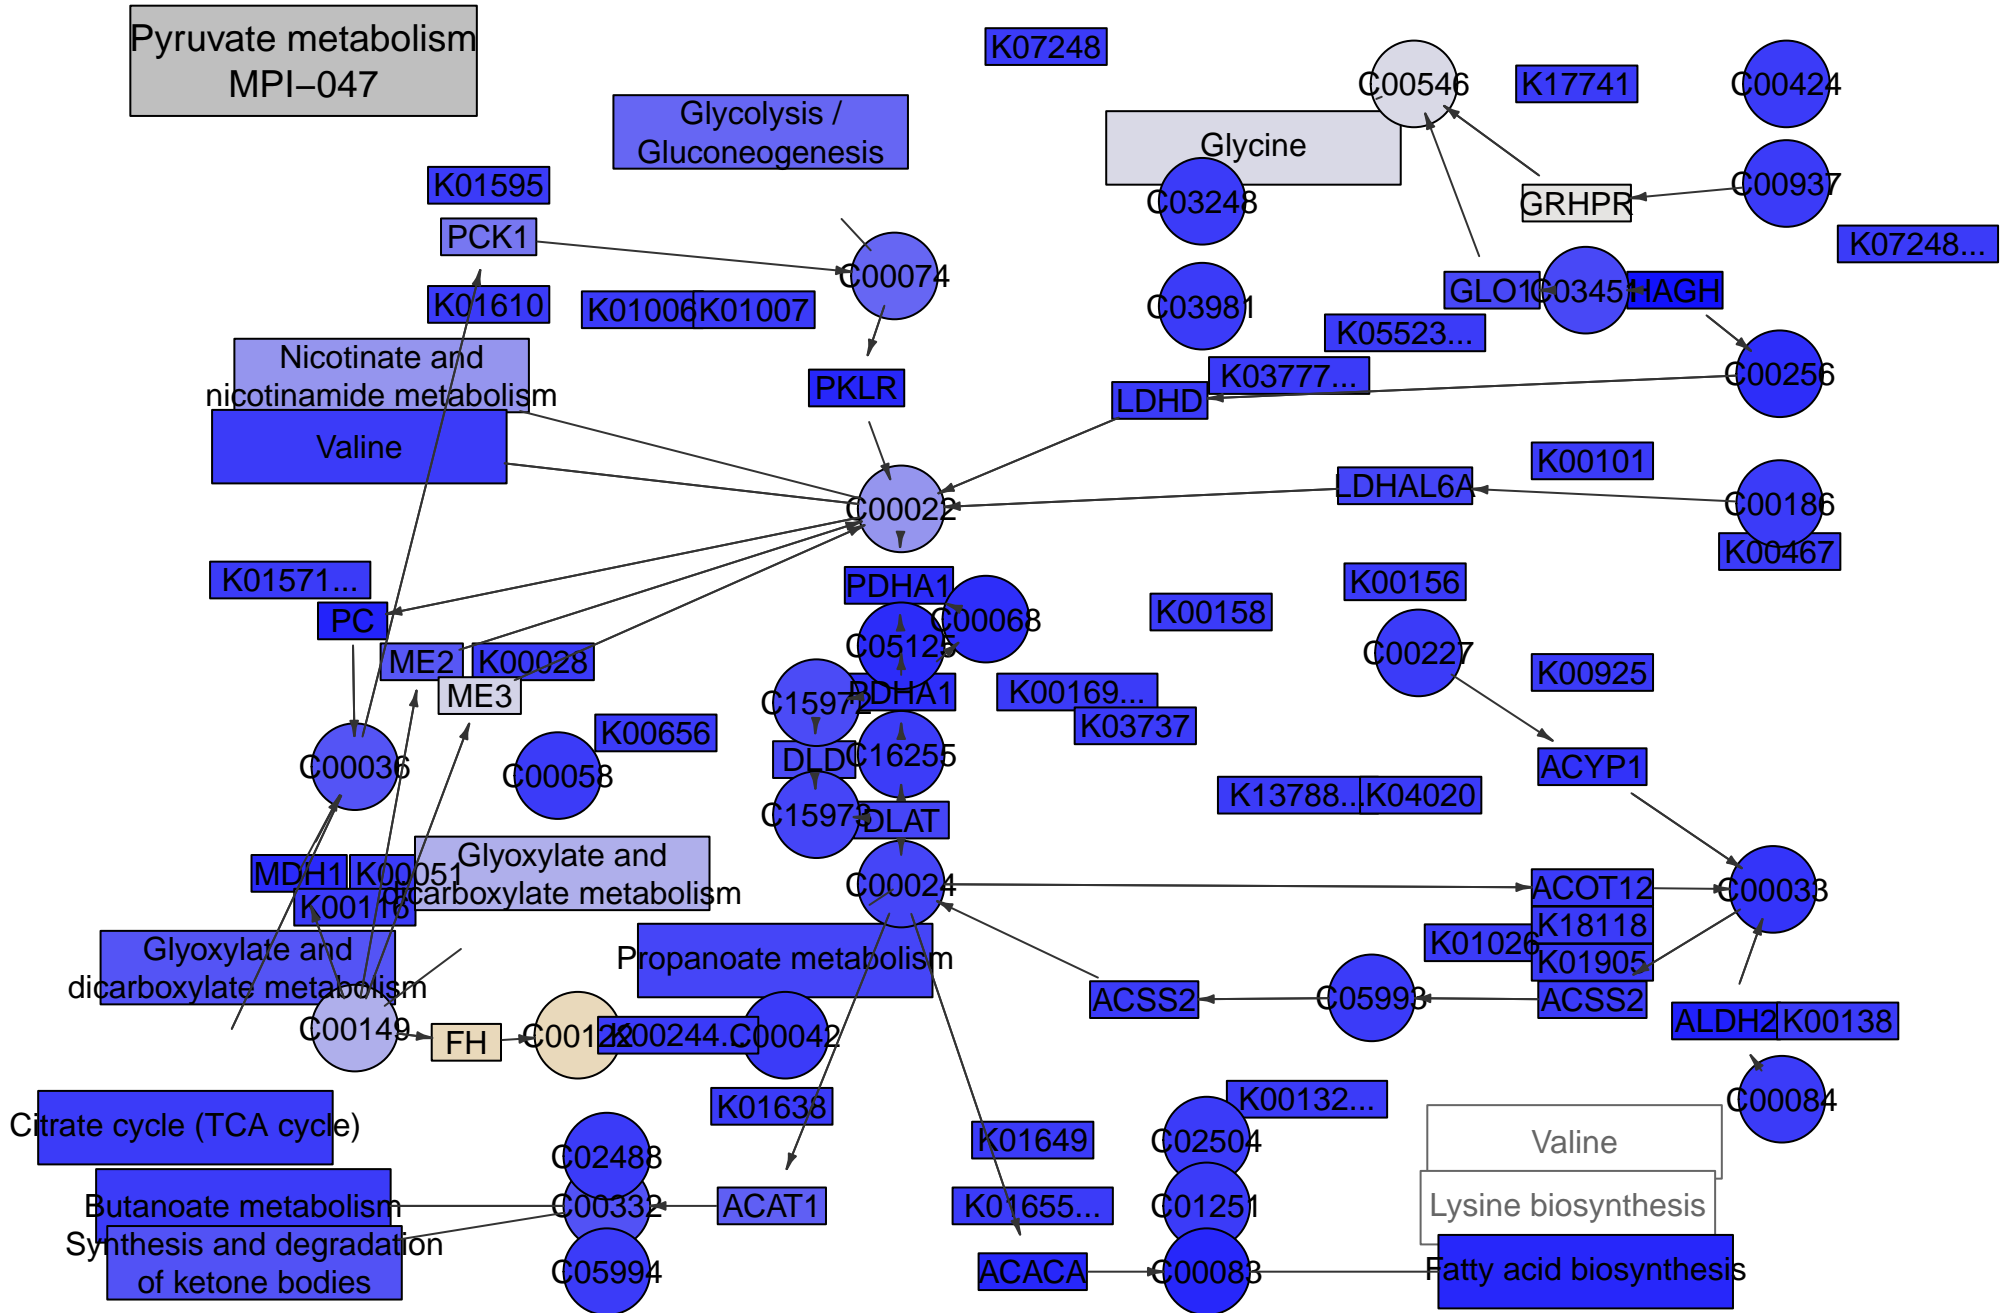 Pyruvate metabolism
MPI−047
K07248
C00546
K17741
C00424
Glycolysis /
Gluconeogenesis
Glycine
K01595
C03248
GRHPR
C00937
PCK1
K07248...
C00074
K01610
K01006
K01007
C03981
GLO1
C03451
HAGH
K05523...
Nicotinate and
nicotinamide metabolism
PKLR
K03777...
LDHD
C00256
Valine
K00101
LDHAL6A
C00022
C00186
K00467
K01571...
PDHA1
K00156
PC
C00068
K00158
C05125
C00227
ME2
K00028
ME3
K00925
C15972
PDHA1
K00169...
K03737
K00656
C00036
C00058
DLD
C16255
ACYP1
K13788...
K04020
C15973
DLAT
MDH1
K00051
Glyoxylate and
dicarboxylate metabolism
K00116
C00024
ACOT12
C00033
K18118
K01026
K01905
Glyoxylate and
dicarboxylate metabolism
Propanoate metabolism
ACSS2
C05993
ACSS2
C00149
FH
C00122
K00244...
C00042
ALDH2
K00138
K01638
K00132...
C00084
Citrate cycle (TCA cycle)
C02488
K01649
C02504
Valine
Butanoate metabolism
C00332
ACAT1
K01655...
C01251
Lysine biosynthesis
Synthesis and degradation
of ketone bodies
C05994
ACACA
C00083
Fatty acid biosynthesis